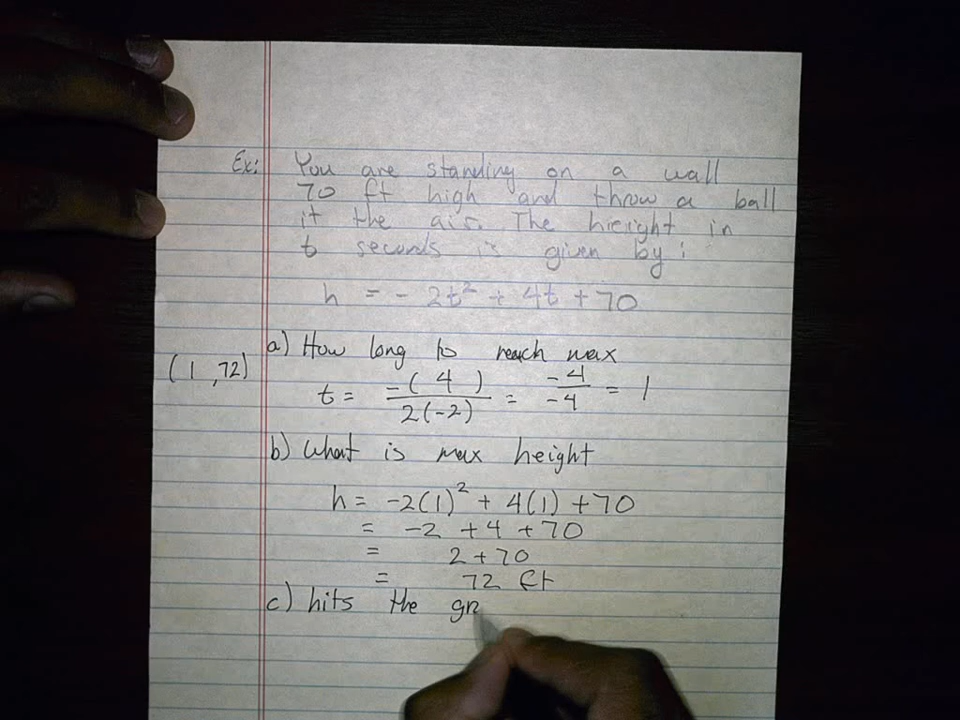 Ex: You are standing on a wall
70 ft high and throw a ball
it the air. The height in
t seconds is given by:
h = - 2t² + 4t + 70
a) How long to reach max
(1, 72)
t = -(4) / 2(-2) = -4 / -4 = 1
b) What is max height
h = -2(1)² + 4(1) + 70
= -2 + 4 + 70
= 2 + 70
= 72 ft
c) hits the gr